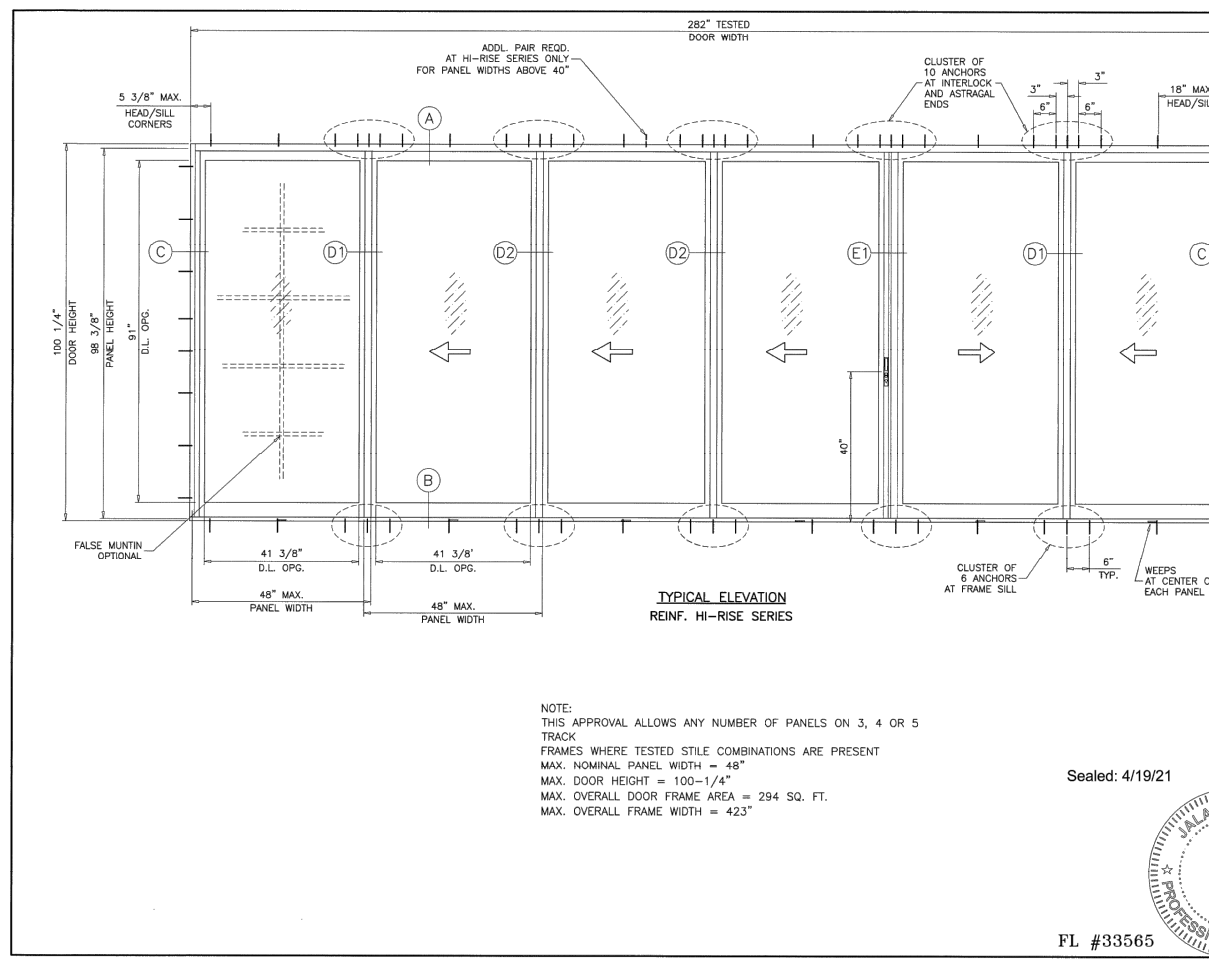 282" TESTED
DOOR WIDTH
ADDL. PAIR REQD.
AT HI-RISE SERIES ONLY
FOR PANEL WIDTHS ABOVE 40"
CLUSTER OF
10 ANCHORS
AT INTERLOCK
AND ASTRAGAL
ENDS
3"
3"
6"
6"
18" MAX
HEAD/SIL
5 3/8" MAX.
HEAD/SILL
CORNERS
A
C
D1
D2
D2
E1
D1
C
100 1/4"
DOOR HEIGHT
98 3/8"
PANEL HEIGHT
91"
D.L. OPG.
40"
B
FALSE MUNTIN
OPTIONAL
41 3/8"
D.L. OPG.
41 3/8'
D.L. OPG.
48" MAX.
PANEL WIDTH
48" MAX.
PANEL WIDTH
CLUSTER OF
6 ANCHORS
AT FRAME SILL
6"
TYP.
WEEPS
AT CENTER O
EACH PANEL
TYPICAL ELEVATION
REINF. HI-RISE SERIES
NOTE:
THIS APPROVAL ALLOWS ANY NUMBER OF PANELS ON 3, 4 OR 5
TRACK
FRAMES WHERE TESTED STILE COMBINATIONS ARE PRESENT
MAX. NOMINAL PANEL WIDTH = 48"
MAX. DOOR HEIGHT = 100-1/4"
MAX. OVERALL DOOR FRAME AREA = 294 SQ. FT.
MAX. OVERALL FRAME WIDTH = 423"
Sealed: 4/19/21
JALA
PROFESSI
FL #33565